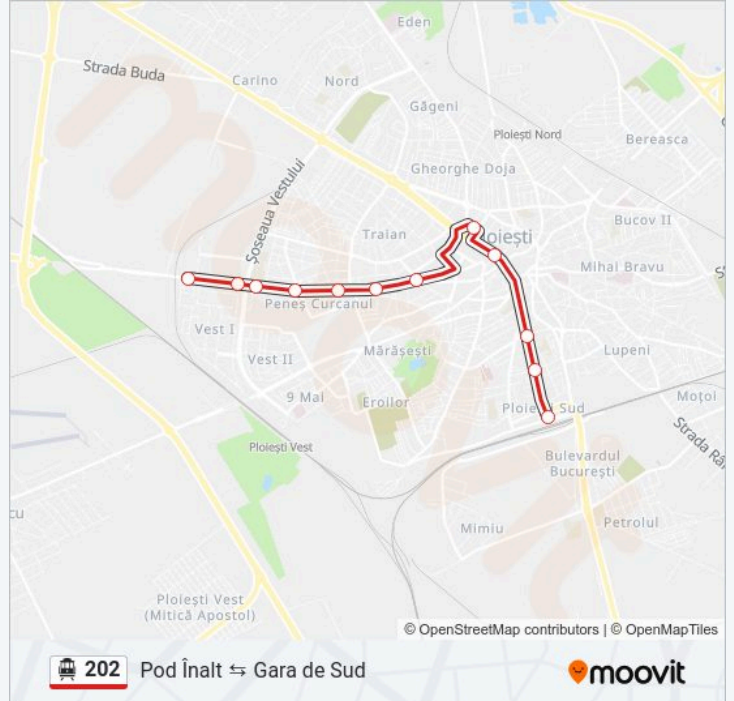 Eden
Strada Buda
Carino
Nord
Găgeni
Ploiești Nord
Bereasca
Gheorghe Doja
Șoseaua Vestului
Bucov II
Traian
Ploiești
Mihai Bravu
Peneș Curcanul
Vest I
Mărășești
Lupeni
Vest II
9 Mai
Eroilor
Moțoi
Ploiești Sud
Ploiești Vest
Bulevardul
București
Mimiu
Petrolul
Ploiești Vest
(Mitică Apostol)
© OpenStreetMap contributors | © OpenMapTiles
202 Pod Înalt ⇆ Gara de Sud
moovit